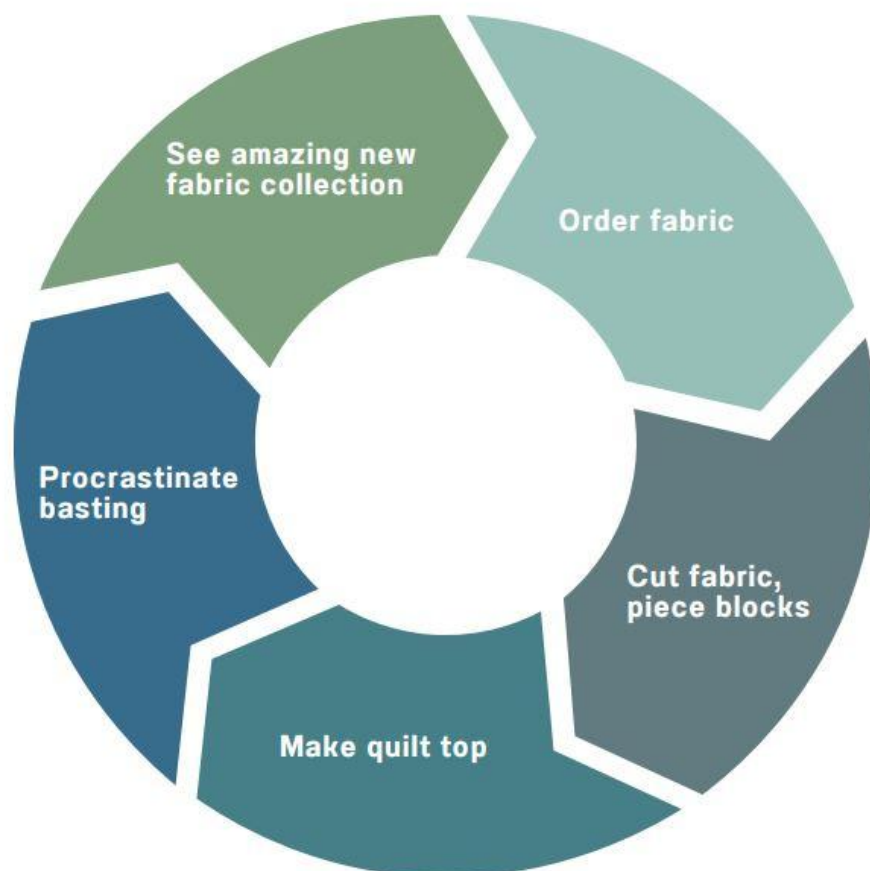 See amazing new
fabric collection
Order fabric
Cut fabric,
piece blocks
Make quilt top
Procrastinate
basting